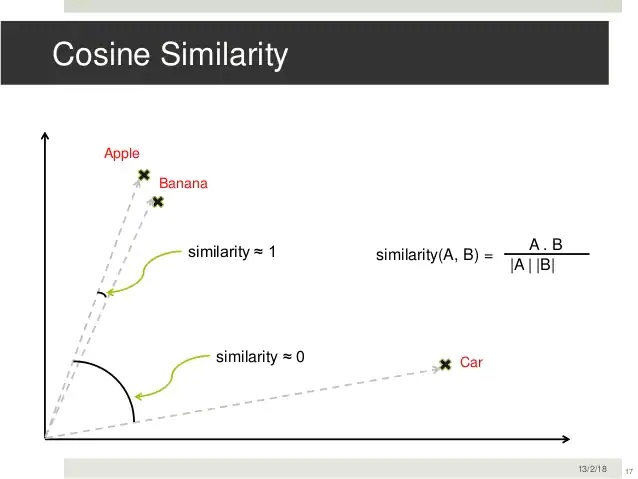 Cosine Similarity
Apple
Banana
similarity ≈ 1
similarity(A, B) =
A . B
|A | |B|
similarity ≈ 0
Car
13/2/18
17